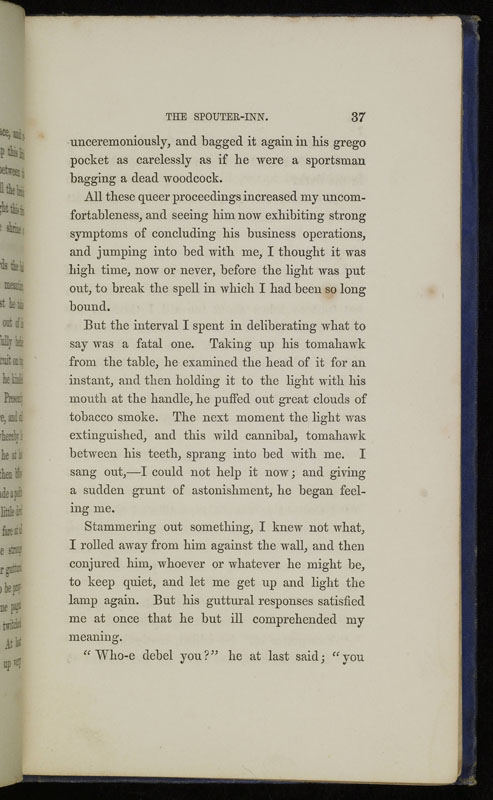 THE SPOUTER-INN. 37
unceremoniously, and bagged it again in his grego
pocket as carelessly as if he were a sportsman
bagging a dead woodcock.
All these queer proceedings increased my uncom-
fortableness, and seeing him now exhibiting strong
symptoms of concluding his business operations,
and jumping into bed with me, I thought it was
high time, now or never, before the light was put
out, to break the spell in which I had been so long
bound.
But the interval I spent in deliberating what to
say was a fatal one. Taking up his tomahawk
from the table, he examined the head of it for an
instant, and then holding it to the light with his
mouth at the handle, he puffed out great clouds of
tobacco smoke. The next moment the light was
extinguished, and this wild cannibal, tomahawk
between his teeth, sprang into bed with me. I
sang out,—I could not help it now; and giving
a sudden grunt of astonishment, he began feel-
ing me.
Stammering out something, I knew not what,
I rolled away from him against the wall, and then
conjured him, whoever or whatever he might be,
to keep quiet, and let me get up and light the
lamp again. But his guttural responses satisfied
me at once that he but ill comprehended my
meaning.
“Who-e debel you?” he at last said; “you